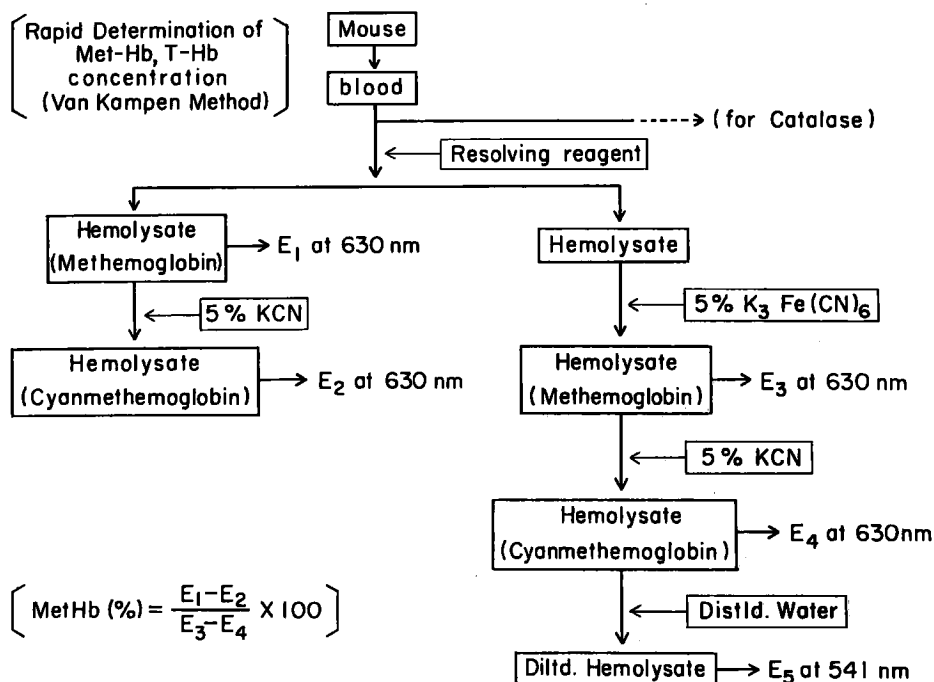 Rapid Determination of
Met-Hb, T-Hb
concentration
(Van Kampen Method)
Mouse
blood
(for Catalase)
Resolving reagent
Hemolysate
(Methemoglobin)
E₁ at 630 nm
5% KCN
Hemolysate
(Cyanmethemoglobin)
E₂ at 630 nm
Hemolysate
5% K₃ Fe(CN)₆
Hemolysate
(Methemoglobin)
E₃ at 630 nm
5% KCN
Hemolysate
(Cyanmethemoglobin)
E₄ at 630nm
Distld. Water
Diltd. Hemolysate
E₅ at 541 nm
MetHb (%) = E₁-E₂ / E₃-E₄ X 100